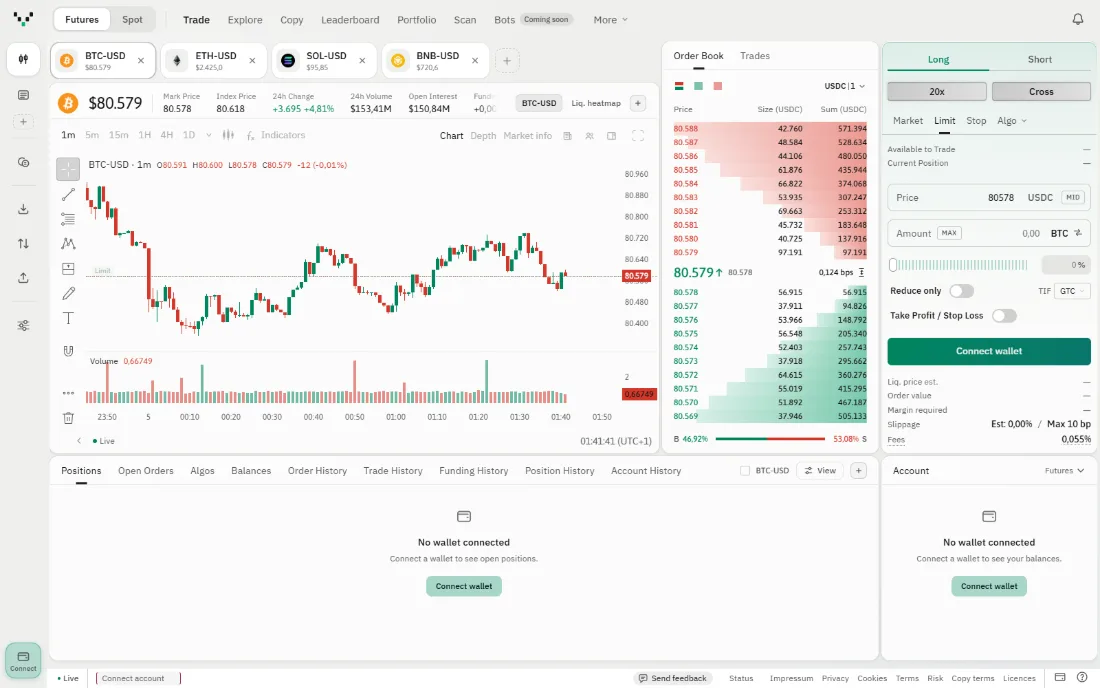 Futures Spot Trade Explore Copy Leaderboard Portfolio Scan Bots Coming soon More
BTC-USD $80.579
ETH-USD $2.425,0
SOL-USD $95,85
BNB-USD $720,6
$80.579
Mark Price 80.578
Index Price 80.618
24h Change +3.695 +4,81%
24h Volume $153,41M
Open Interest $150,84M
+0,00
BTC-USD Liq. heatmap
1m 5m 15m 1H 4H 1D Indicators
Chart Depth Market info
BTC-USD · 1m O80.591 H80.600 L80.578 C80.579 -12 (-0,01%)
80.960
80.880
80.800
80.720
80.640
80.579
80.480
80.400
Limit
Volume 0,66749
2
0,66749
23:50 5 00:10 00:20 00:30 00:40 00:50 01:00 01:10 01:20 01:30 01:40 01:50
Live
01:41:41 (UTC+1)
Order Book Trades
USDC | 1
Price Size (USDC) Sum (USDC)
80.588 42.760 571.394
80.587 48.584 528.634
80.586 44.106 480.050
80.585 61.876 435.944
80.584 66.822 374.068
80.583 53.935 307.247
80.582 69.663 253.312
80.581 45.732 183.648
80.580 40.725 137.916
80.579 97.191 97.191
80.579 80.578 0,124 bps
80.578 56.915 56.915
80.577 37.911 94.826
80.576 53.966 148.792
80.575 56.548 205.340
80.574 52.403 257.743
80.573 37.918 295.662
80.572 64.615 360.276
80.571 55.019 415.295
80.570 51.892 467.187
80.569 37.946 505.133
B 46,92% 53,08% S
Long Short
20x Cross
Market Limit Stop Algo
Available to Trade —
Current Position —
Price 80578 USDC MID
Amount MAX 0,00 BTC
0 %
Reduce only TIF GTC
Take Profit / Stop Loss
Connect wallet
Liq. price est. —
Order value —
Margin required —
Slippage Est: 0,00% / Max 10 bp
Fees 0,055%
Positions Open Orders Algos Balances Order History Trade History Funding History Position History Account History BTC-USD View
No wallet connected
Connect a wallet to see open positions.
Connect wallet
Account Futures
No wallet connected
Connect a wallet to see your balances.
Connect wallet
Connect
Live Connect account Send feedback Status Impressum Privacy Cookies Terms Risk Copy terms Licences